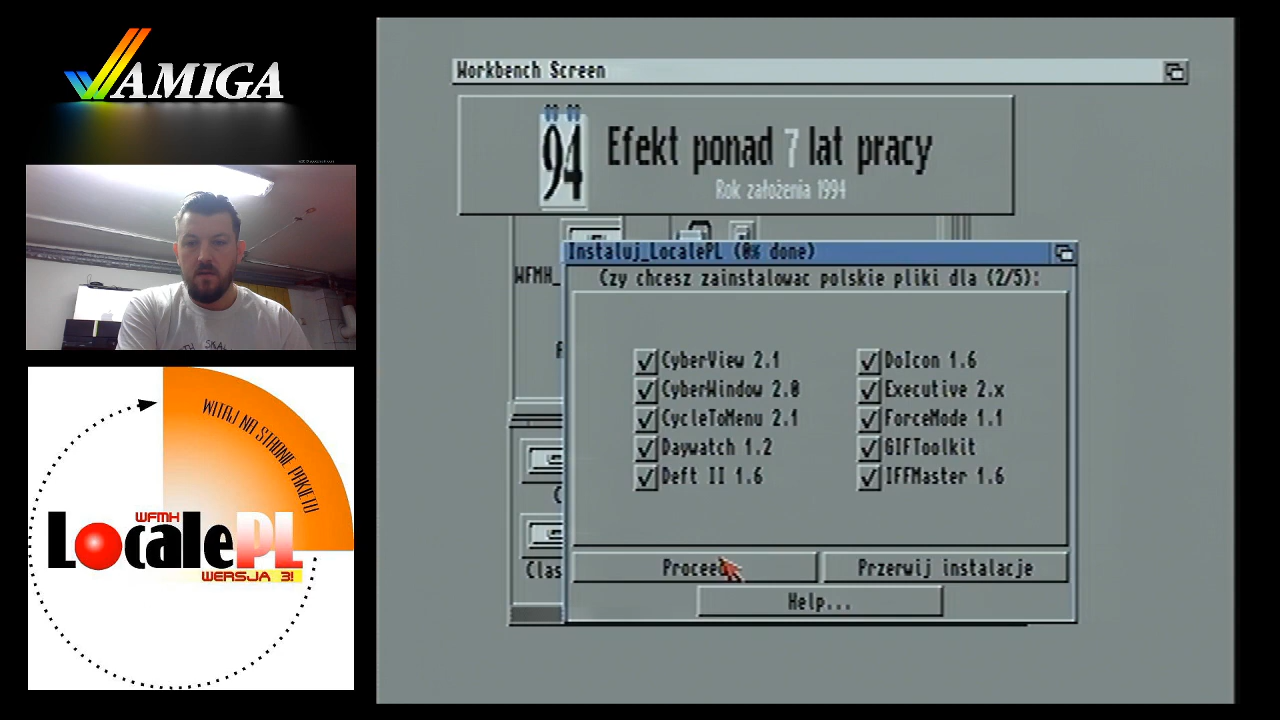 AMIGA
WITAJ NA STRONIE PAKIETU
WFMH
LocalePL
WERSJA 3!
Workbench Screen
94
Efekt ponad 7 lat pracy
Rok założenia 1994
WFMH_
Instaluj_LocalePL (0% done)
Czy chcesz zainstalowac polskie pliki dla (2/5):
CyberView 2.1
DoIcon 1.6
CyberWindow 2.0
Executive 2.x
CycleToMenu 2.1
ForceMode 1.1
Daywatch 1.2
GIFToolkit
Deft II 1.6
IFFMaster 1.6
Clas
Proceed
Przerwij instalacje
Help...